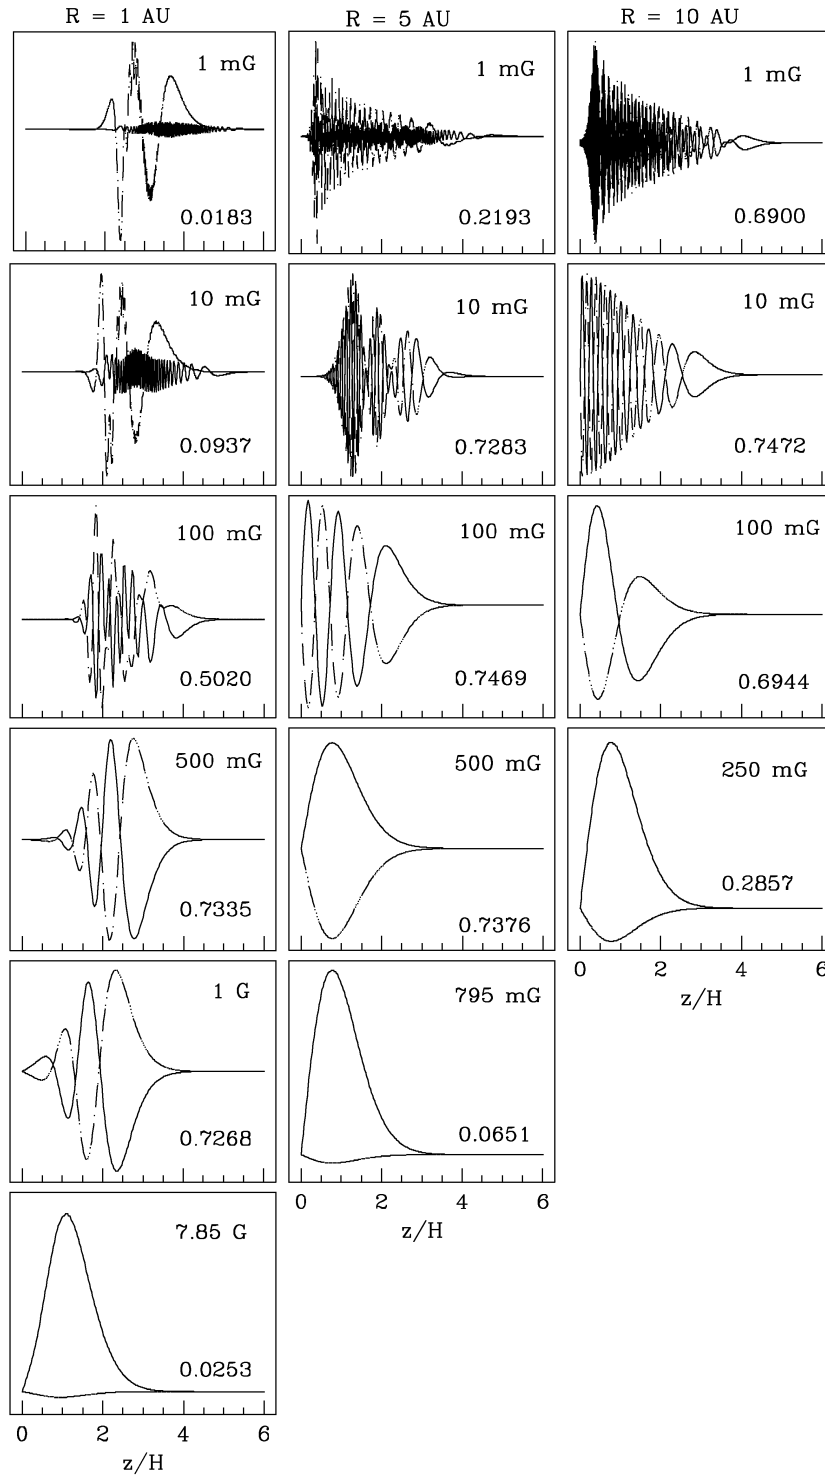 R = 1 AU
R = 5 AU
R = 10 AU
1 mG
0.0183
1 mG
0.2193
1 mG
0.6900
10 mG
0.0937
10 mG
0.7283
10 mG
0.7472
100 mG
0.5020
100 mG
0.7469
100 mG
0.6944
500 mG
0.7335
500 mG
0.7376
250 mG
0.2857
0 2 4 6
z/H
1 G
0.7268
795 mG
0.0651
0 2 4 6
z/H
7.85 G
0.0253
0 2 4 6
z/H